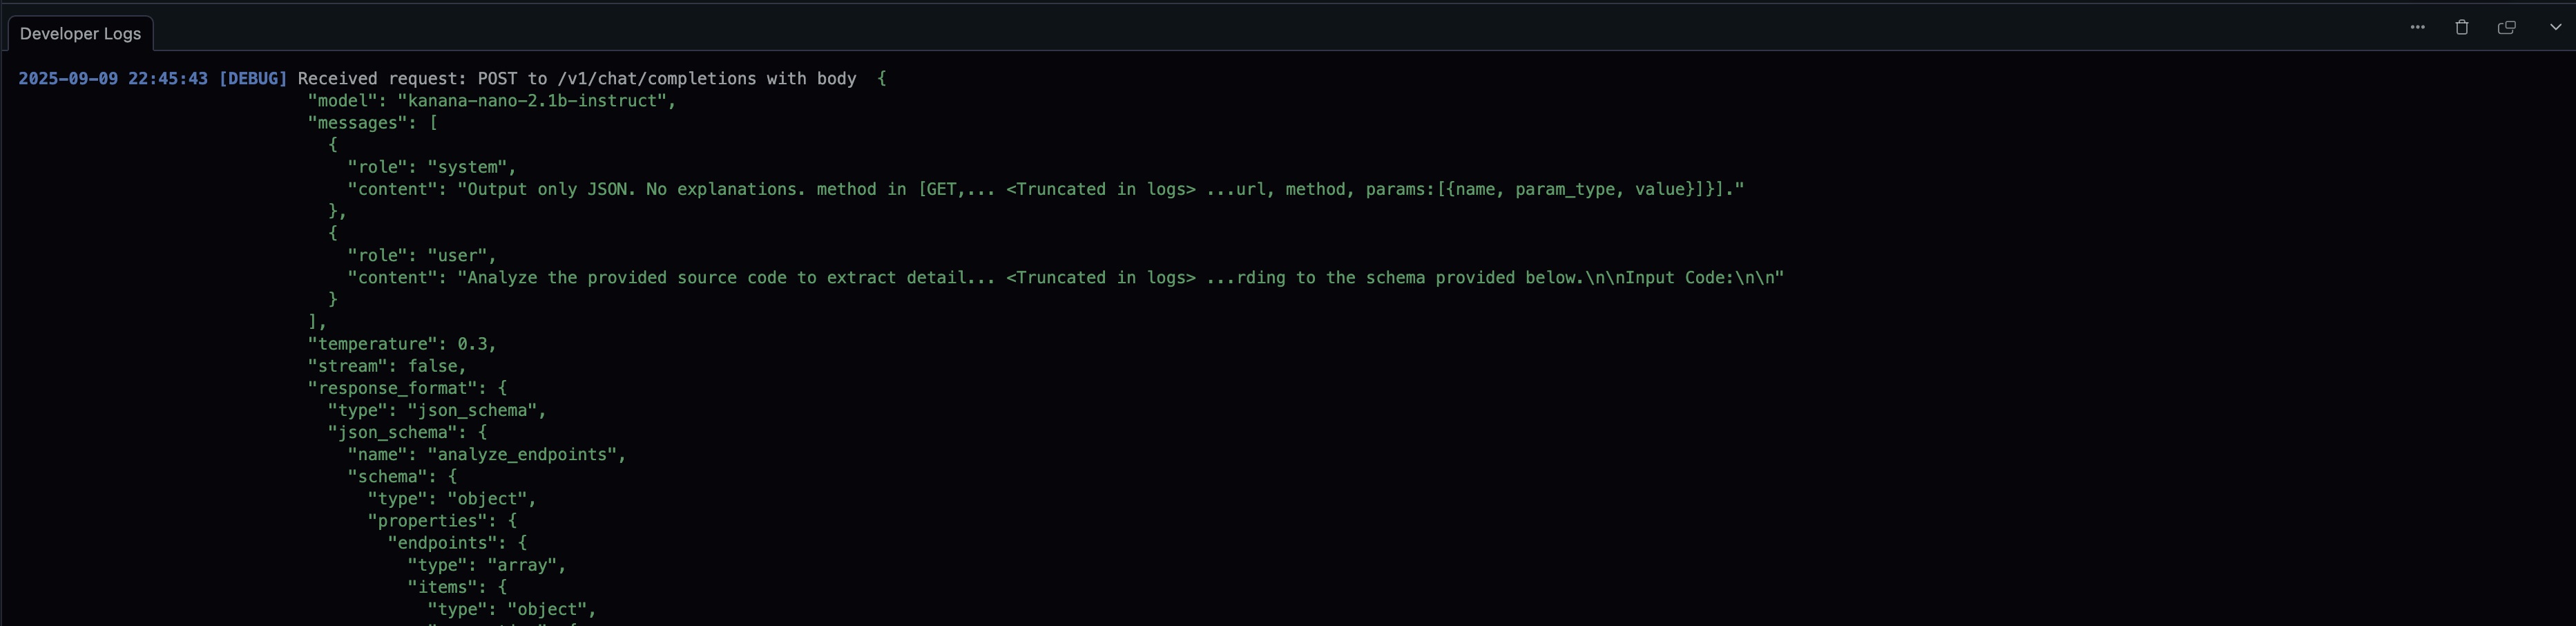 Developer Logs
2025-09-09 22:45:43 [DEBUG] Received request: POST to /v1/chat/completions with body  {
"model": "kanana-nano-2.1b-instruct",
"messages": [
{
"role": "system",
"content": "Output only JSON. No explanations. method in [GET,... <Truncated in logs> ...url, method, params:[{name, param_type, value}]}]."
},
{
"role": "user",
"content": "Analyze the provided source code to extract detail... <Truncated in logs> ...rding to the schema provided below.\n\nInput Code:\n\n"
}
],
"temperature": 0.3,
"stream": false,
"response_format": {
"type": "json_schema",
"json_schema": {
"name": "analyze_endpoints",
"schema": {
"type": "object",
"properties": {
"endpoints": {
"type": "array",
"items": {
"type": "object",